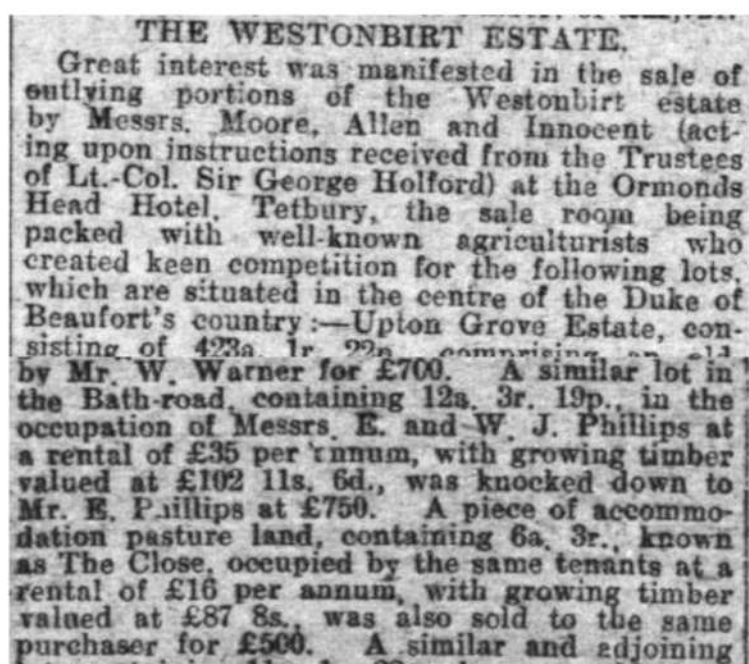 THE WESTONBIRT ESTATE.
Great interest was manifested in the sale of
outlying portions of the Westonbirt estate
by Messrs. Moore, Allen and Innocent (act-
ing upon instructions received from the Trustees
of Lt.-Col. Sir George Holford) at the Ormonds
Head Hotel, Tetbury, the sale room being
packed with well-known agriculturists who
created keen competition for the following lots,
which are situated in the centre of the Duke of
Beaufort's country:—Upton Grove Estate, con-
sisting of 423a. 1r. 22p. comprising an old
by Mr. W. Warner for £700. A similar lot in
the Bath-road, containing 12a. 3r. 19p., in the
occupation of Messrs. E. and W. J. Phillips at
a rental of £35 per annum, with growing timber
valued at £102 11s. 6d., was knocked down to
Mr. E. Phillips at £750. A piece of accommo-
dation pasture land, containing 6a. 3r., known
as The Close, occupied by the same tenants at a
rental of £16 per annum, with growing timber
valued at £87 8s., was also sold to the same
purchaser for £500. A similar and adjoining